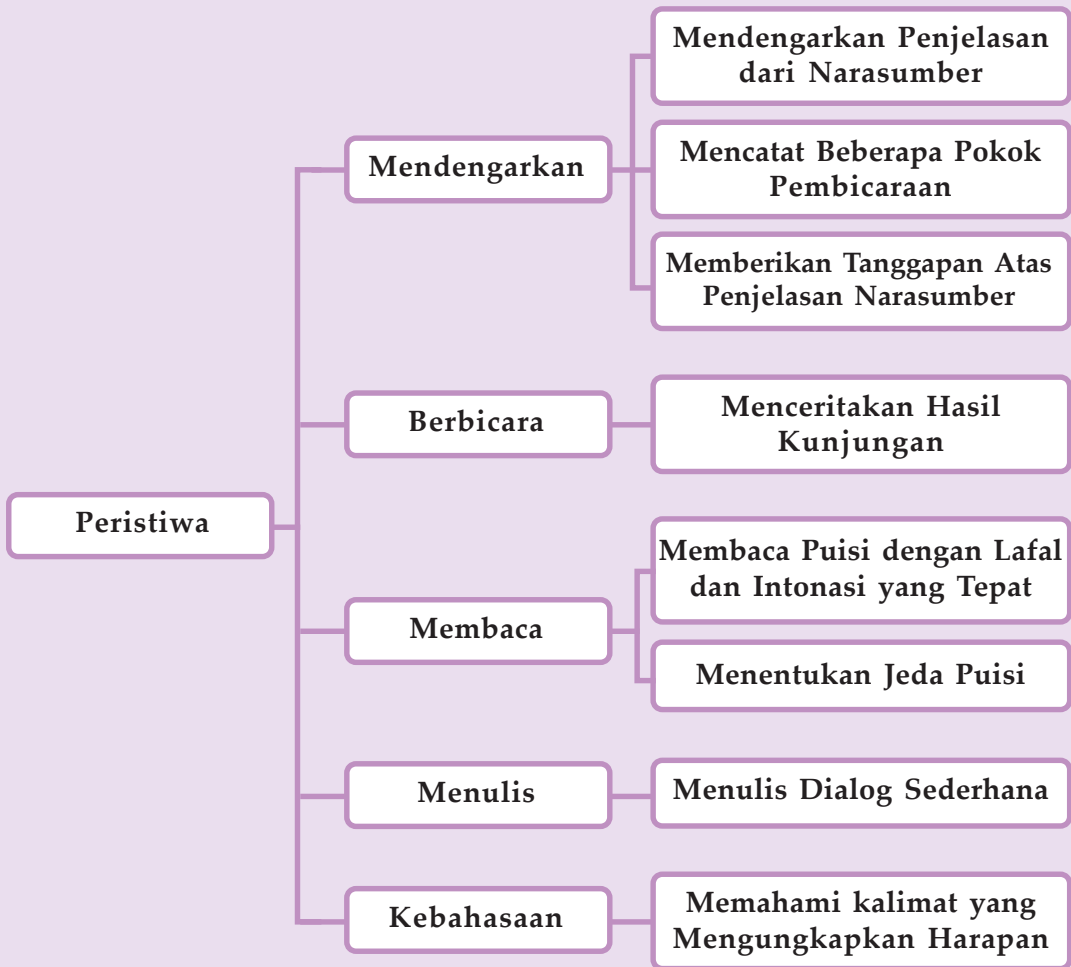 Peristiwa
Mendengarkan
Mendengarkan Penjelasan
dari Narasumber
Mencatat Beberapa Pokok
Pembicaraan
Memberikan Tanggapan Atas
Penjelasan Narasumber
Berbicara
Menceritakan Hasil
Kunjungan
Membaca
Membaca Puisi dengan Lafal
dan Intonasi yang Tepat
Menentukan Jeda Puisi
Menulis
Menulis Dialog Sederhana
Kebahasaan
Memahami kalimat yang
Mengungkapkan Harapan